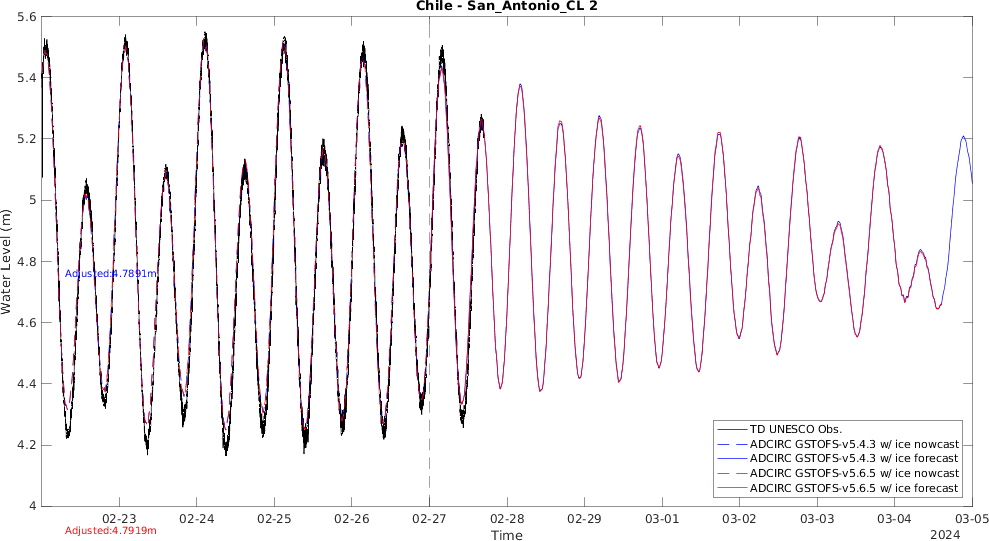 Chile - San_Antonio_CL 2
5.6
5.4
5.2
5
4.8
4.6
4.4
4.2
4
Water Level (m)
Adjusted:4.7891m
Adjusted:4.7919m
TD UNESCO Obs.
ADCIRC GSTOFS-v5.4.3 w/ ice nowcast
ADCIRC GSTOFS-v5.4.3 w/ ice forecast
ADCIRC GSTOFS-v5.6.5 w/ ice nowcast
ADCIRC GSTOFS-v5.6.5 w/ ice forecast
02-23 02-24 02-25 02-26 02-27 02-28 02-29 03-01 03-02 03-03 03-04 03-05
Time
2024